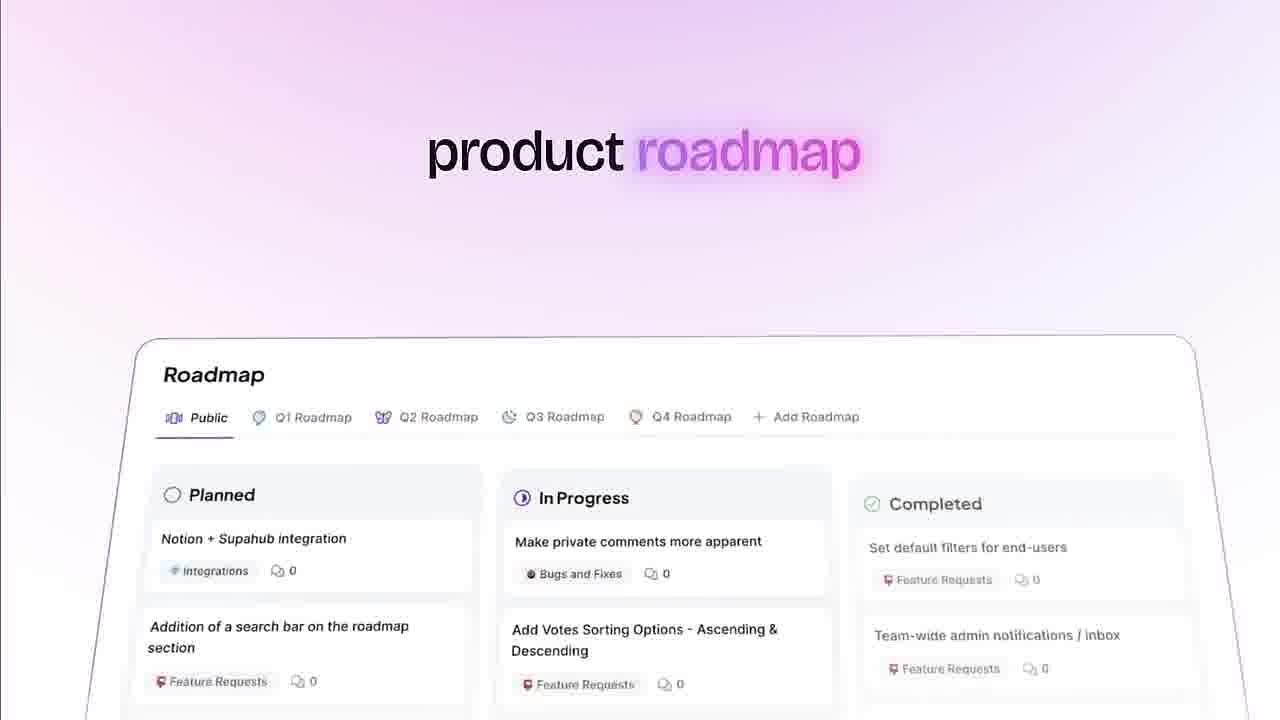 product roadmap
Roadmap
Public
Q1 Roadmap
Q2 Roadmap
Q3 Roadmap
Q4 Roadmap
+ Add Roadmap
Planned
Notion + Supahub integration
Integrations
0
Addition of a search bar on the roadmap
section
Feature Requests
0
In Progress
Make private comments more apparent
Bugs and Fixes
0
Add Votes Sorting Options - Ascending &
Descending
Feature Requests
0
Completed
Set default filters for end-users
Feature Requests
0
Team-wide admin notifications / inbox
Feature Requests
0